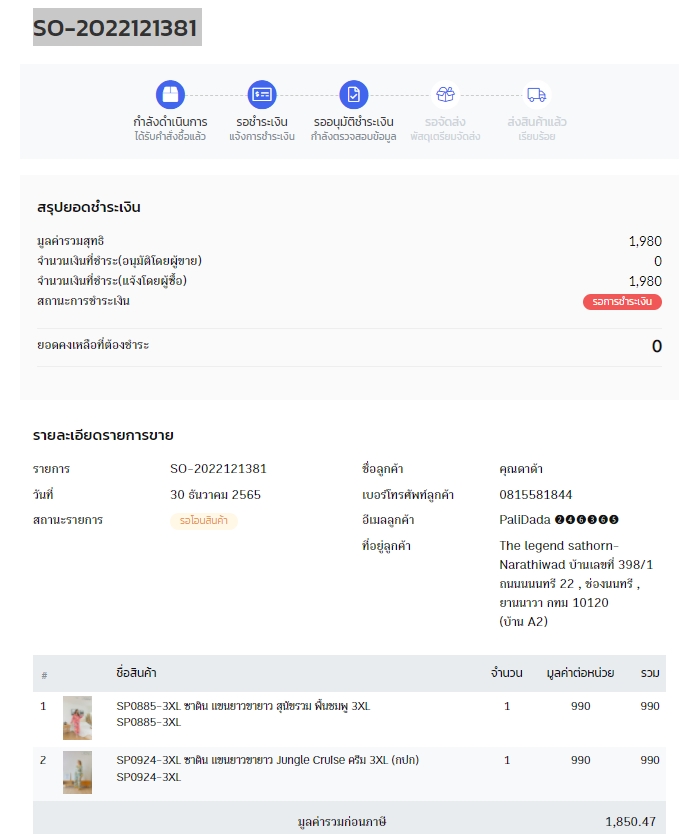 SO-2022121381
กำลังดำเนินการ
ได้รับคำสั่งซื้อแล้ว
รอชำระเงิน
แจ้งการชำระเงิน
รออนุมัติชำระเงิน
กำลังตรวจสอบข้อมูล
รอจัดส่ง
พัสดุเตรียมจัดส่ง
ส่งสินค้าแล้ว
เรียบร้อย
สรุปยอดชำระเงิน
มูลค่ารวมสุทธิ 1,980
จำนวนเงินที่ชำระ(อนุมัติโดยผู้ขาย) 0
จำนวนเงินที่ชำระ(แจ้งโดยผู้ซื้อ) 1,980
สถานะการชำระเงิน รอการชำระเงิน
ยอดคงเหลือที่ต้องชำระ 0
รายละเอียดรายการขาย
รายการ SO-2022121381
วันที่ 30 ธันวาคม 2565
สถานะรายการ รอโอนสินค้า
ชื่อลูกค้า คุณดาด้า
เบอร์โทรศัพท์ลูกค้า 0815581844
อีเมลลูกค้า PaliDada ❷❹❻❸❻❺
ที่อยู่ลูกค้า The legend sathorn-
Narathiwad บ้านเลขที่ 398/1
ถนนนนนทรี 22 , ช่องนนทรี ,
ยานนาวา กทม 10120
(บ้าน A2)
# ชื่อสินค้า จำนวน มูลค่าต่อหน่วย รวม
1 SP0885-3XL ซาติน แขนยาวขายาว สุนัขรวม พื้นชมพู 3XL 1 990 990
SP0885-3XL
2 SP0924-3XL ซาติน แขนยาวขายาว Jungle Cruise ครีม 3XL (กปก) 1 990 990
SP0924-3XL
มูลค่ารวมก่อนภาษี 1,850.47